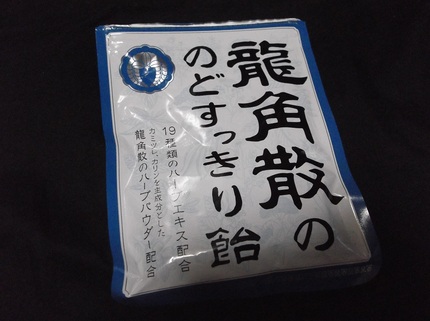 龍角散の
のどすっきり飴
19種類のハーブエキス配合
カミツレ、カリンを主成分とした
龍角散のハーブパウダー配合